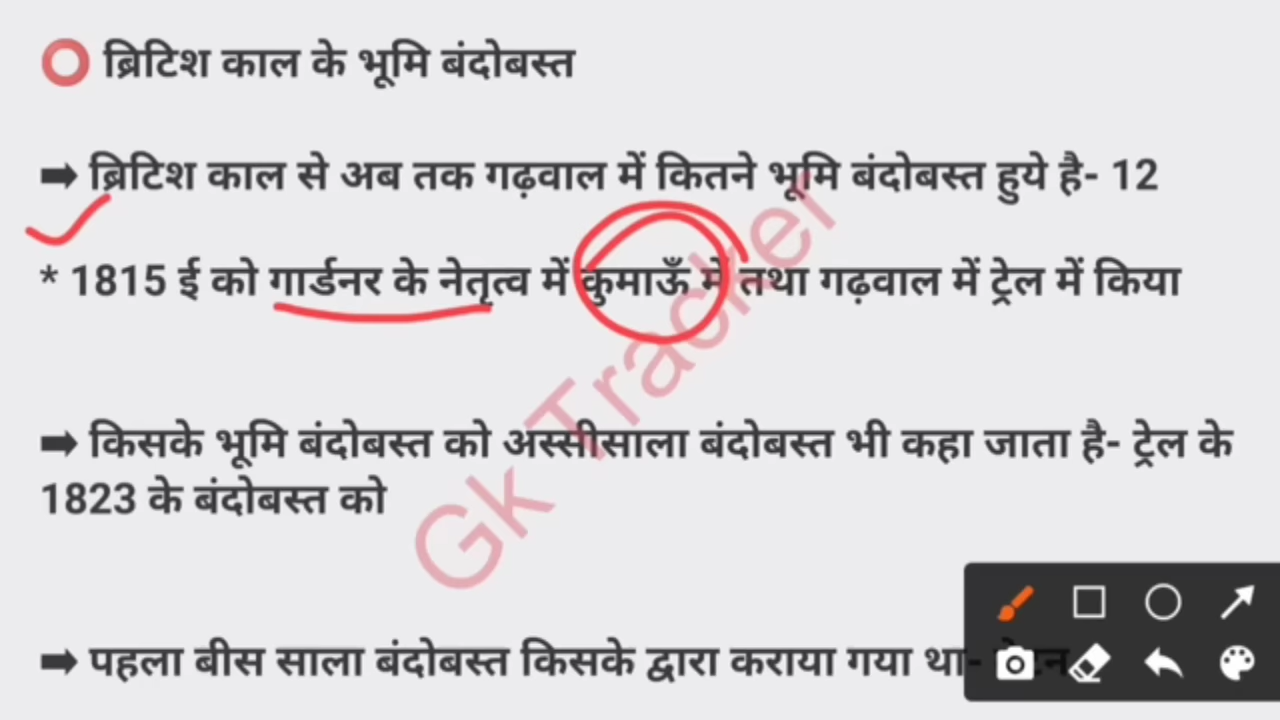 ब्रिटिश काल के भूमि बंदोबस्त
➡ ब्रिटिश काल से अब तक गढ़वाल में कितने भूमि बंदोबस्त हुये है- 12
* 1815 ई को गार्डनर के नेतृत्व में कुमाऊँ में तथा गढ़वाल में ट्रेल में किया
➡ किसके भूमि बंदोबस्त को अस्सीसाला बंदोबस्त भी कहा जाता है- ट्रेल के
1823 के बंदोबस्त को
➡ पहला बीस साला बंदोबस्त किसके द्वारा कराया गया था-
Gk Tracker